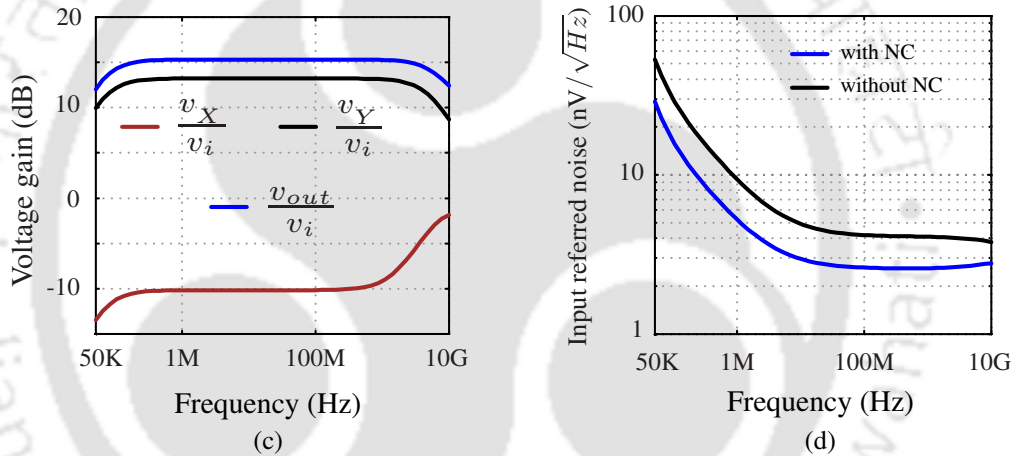 20
10
0
-10
Voltage gain (dB)
v_X / v_i
v_Y / v_i
v_out / v_i
50K 1M 100M 10G
Frequency (Hz)
(c)
100
10
1
Input referred noise (nV/√Hz)
with NC
without NC
50K 1M 100M 10G
Frequency (Hz)
(d)